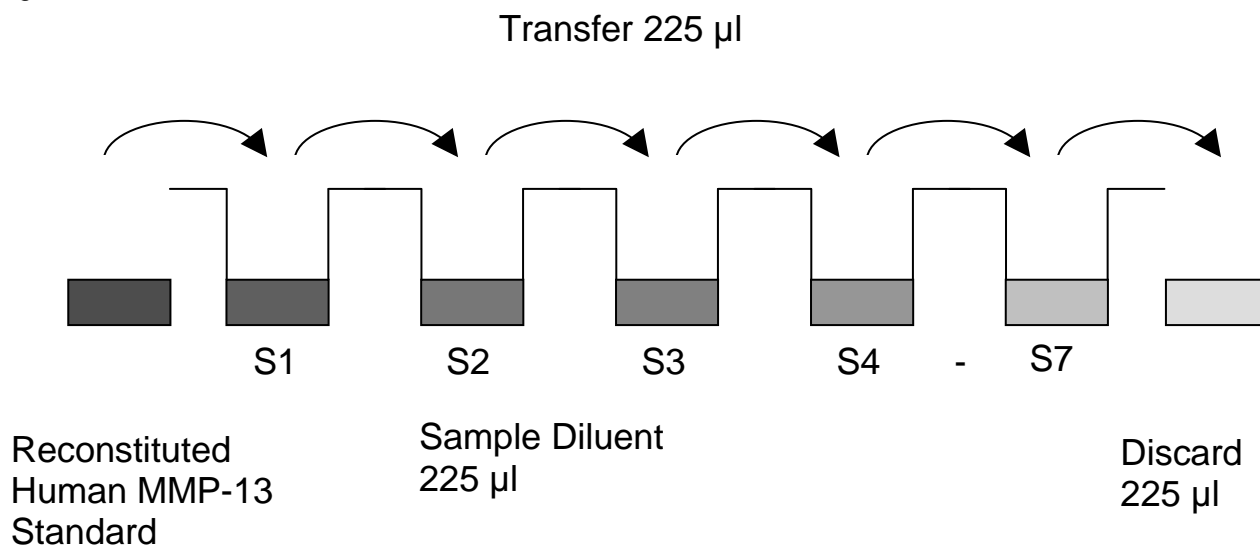 Transfer 225 µl
S1 S2 S3 S4 - S7
Reconstituted
Human MMP-13
Standard
Sample Diluent
225 µl
Discard
225 µl